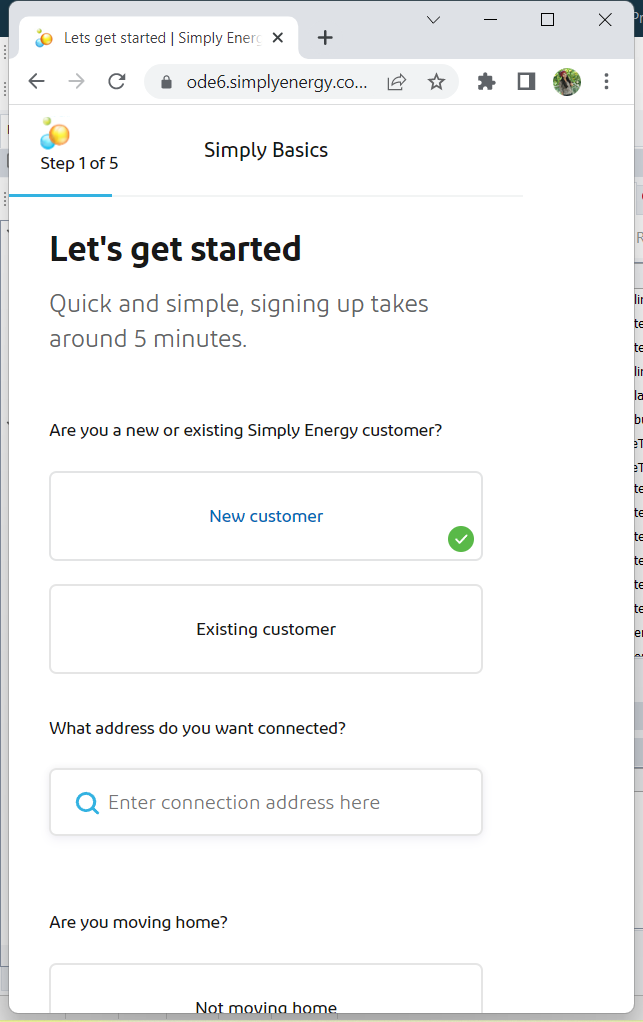 Lets get started | Simply Energ
ode6.simplyenergy.co...
Step 1 of 5
Simply Basics
Let's get started
Quick and simple, signing up takes
around 5 minutes.
Are you a new or existing Simply Energy customer?
New customer
Existing customer
What address do you want connected?
Enter connection address here
Are you moving home?
Not moving home